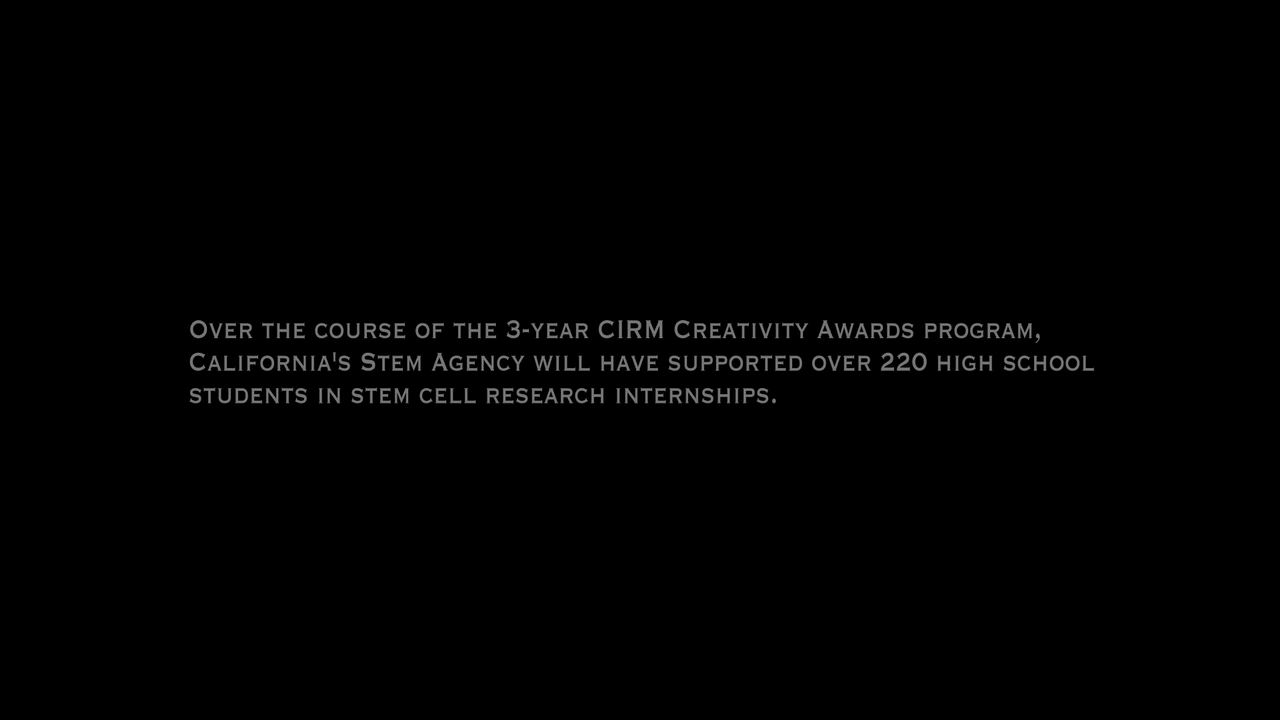 Over the course of the 3-year CIRM Creativity Awards program,
California's Stem Agency will have supported over 220 high school
students in stem cell research internships.